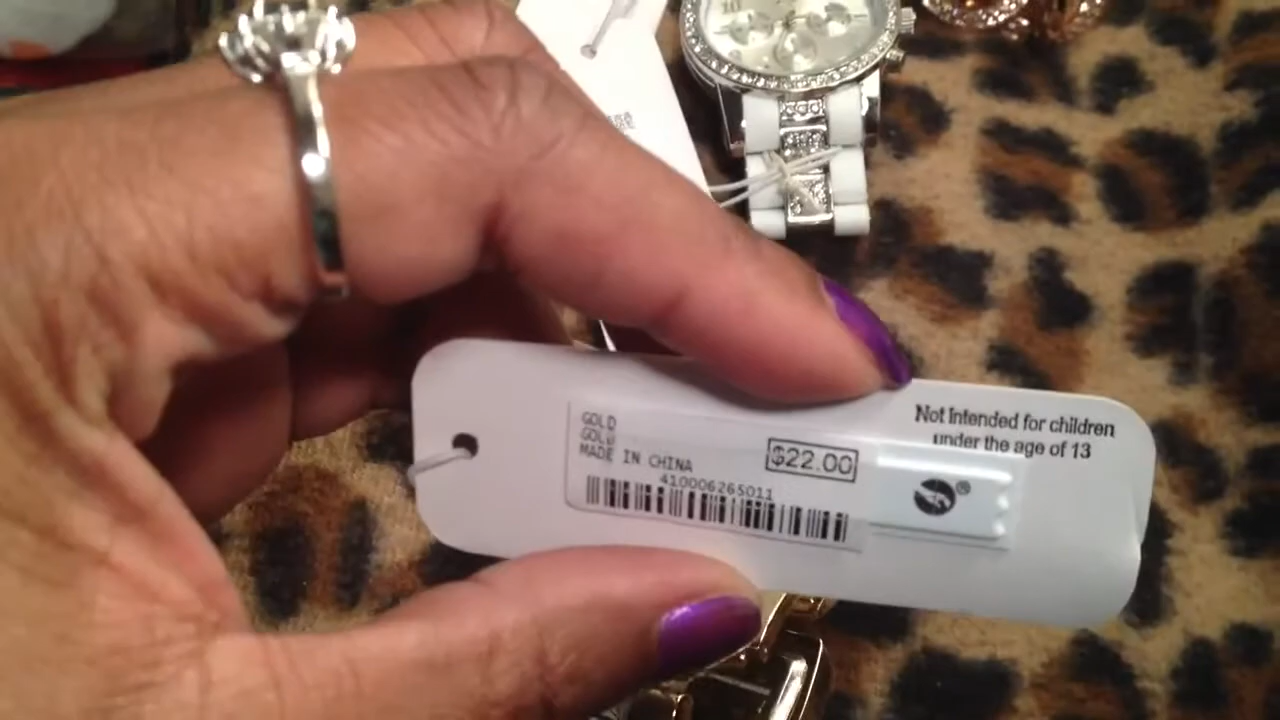 GOLD
GOLD
MADE IN CHINA
$22.00
410006265011
Not Intended for children
under the age of 13
®